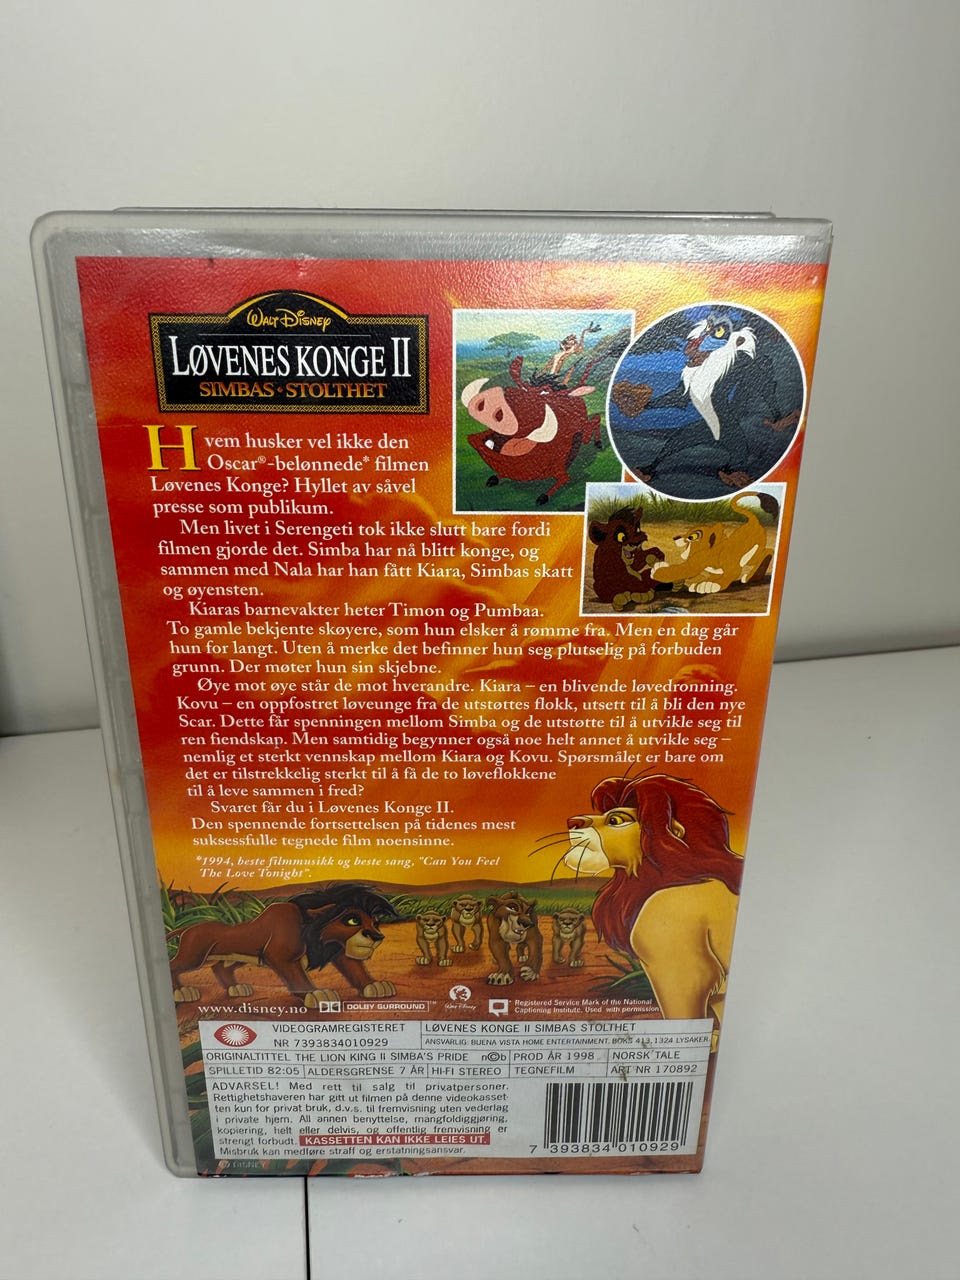 WALT DISNEY
LØVENES KONGE II
SIMBAS • STOLTHET
Hvem husker vel ikke den
Oscar®-belønnede* filmen
Løvenes Konge? Hyllet av såvel
presse som publikum.
Men livet i Serengeti tok ikke slutt bare fordi
filmen gjorde det. Simba har nå blitt konge, og
sammen med Nala har han fått Kiara, Simbas skatt
og øyensten.
Kiaras barnevakter heter Timon og Pumbaa.
To gamle bekjente skøyere, som hun elsker å rømme fra. Men en dag går
hun for langt. Uten å merke det befinner hun seg plutselig på forbuden
grunn. Der møter hun sin skjebne.
Øye mot øye står de mot hverandre. Kiara – en blivende løvedronning.
Kovu – en oppfostret løveunge fra de utstøttes flokk, utsett til å bli den nye
Scar. Dette får spenningen mellom Simba og de utstøtte til å utvikle seg til
ren fiendskap. Men samtidig begynner også noe helt annet å utvikle seg –
nemlig et sterkt vennskap mellom Kiara og Kovu. Spørsmålet er bare om
det er tilstrekkelig sterkt til å få de to løveflokkene
til å leve sammen i fred?
Svaret får du i Løvenes Konge II.
Den spennende fortsettelsen på tidenes mest
suksessfulle tegnede film noensinne.
*1994, beste filmmusikk og beste sang, "Can You Feel
The Love Tonight".
www.disney.no DOLBY SURROUND™ Walt Disney Registered Service Mark of the National
Captioning Institute. Used with permission
VIDEOGRAMREGISTERET
NR 7393834010929
LØVENES KONGE II SIMBAS STOLTHET
ANSVARLIG: BUENA VISTA HOME ENTERTAINMENT. BOKS 413, 1324 LYSAKER
ORIGINALTITTEL THE LION KING II SIMBA'S PRIDE n©b PROD ÅR 1998 NORSK TALE
SPILLETID 82:05 ALDERSGRENSE 7 ÅR HI-FI STEREO TEGNEFILM ART NR 170892
ADVARSEL! Med rett til salg til privatpersoner.
Rettighetshaveren har gitt ut filmen på denne videokasset-
ten kun for privat bruk, d.v.s. til fremvisning uten vederlag
i private hjem. All annen benyttelse, mangfoldiggjøring,
kopiering, helt eller delvis, og offentlig fremvisning er
strengt forbudt. KASSETTEN KAN IKKE LEIES UT.
Misbruk kan medføre straff og erstatningsansvar.
7 393834 010929
© DISNEY